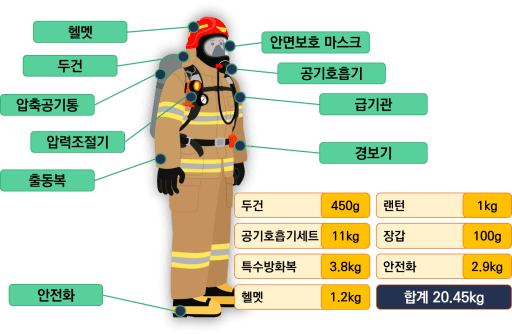 헬멧
안면보호 마스크
두건
공기호흡기
압축공기통
급기관
압력조절기
경보기
출동복
두건 450g
랜턴 1kg
공기호흡기세트 11kg
장갑 100g
특수방화복 3.8kg
안전화 2.9kg
안전화
헬멧 1.2kg
합계 20.45kg